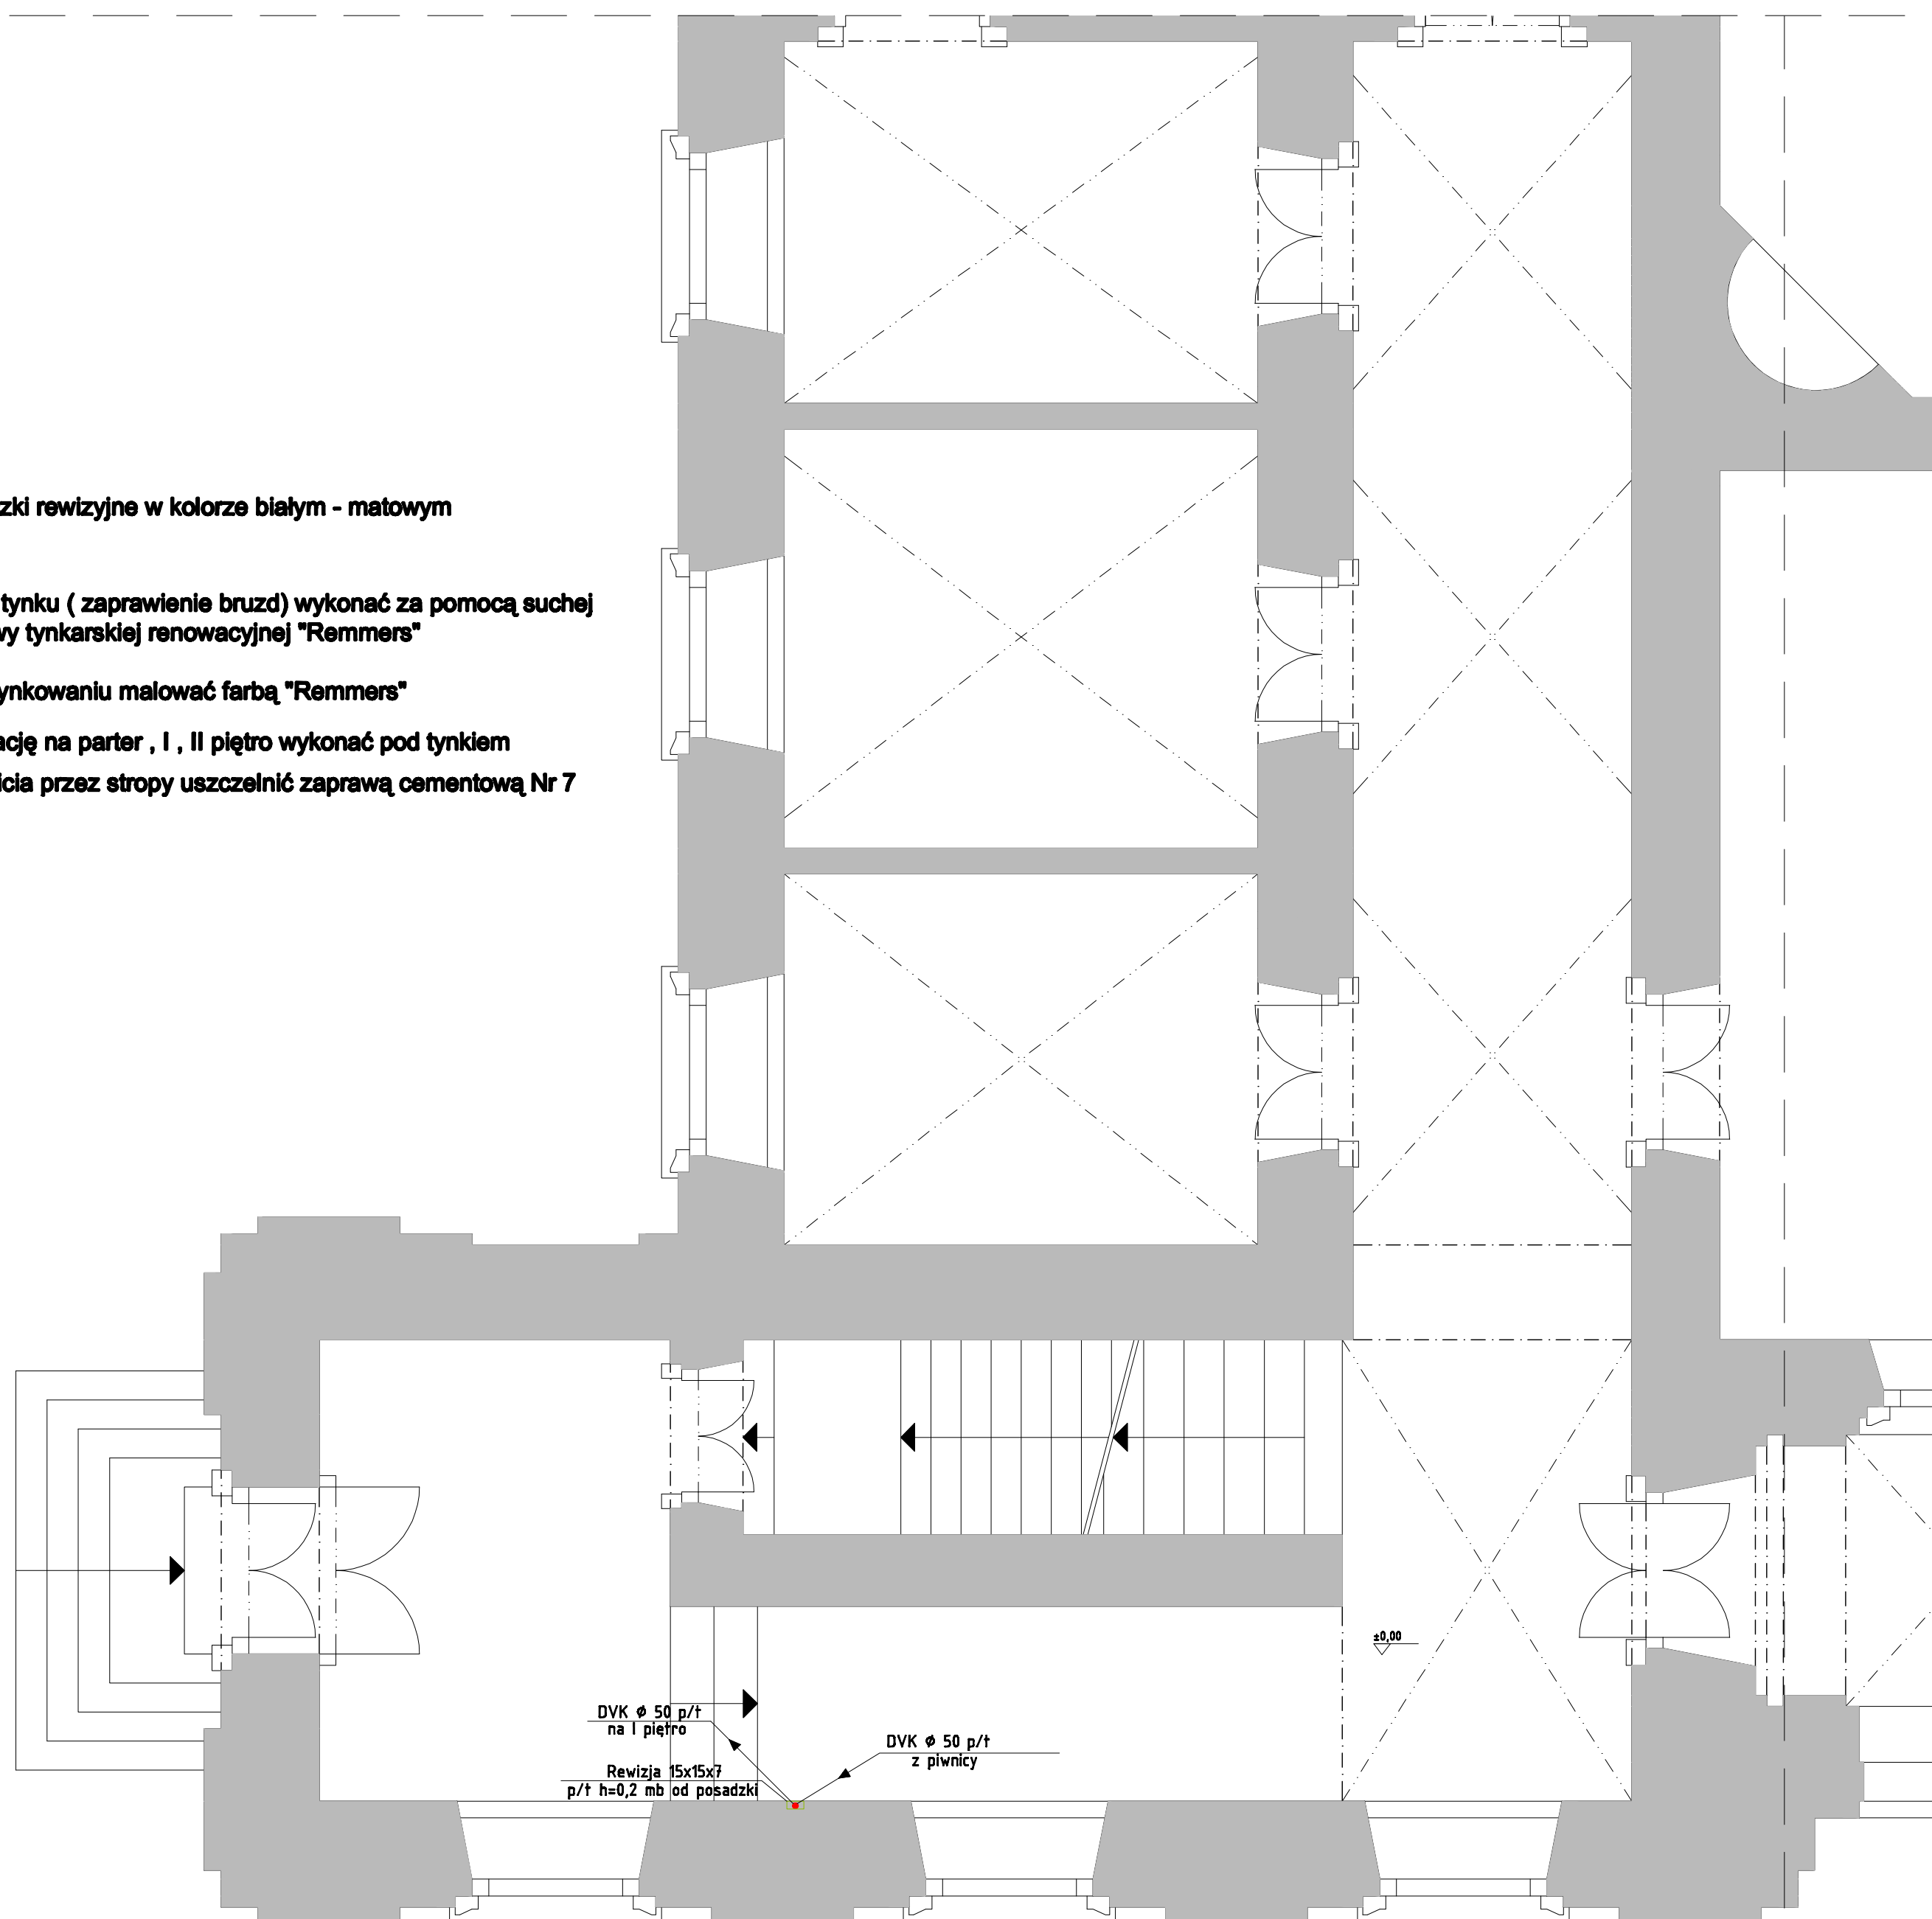 zki rewizyjne w kolorze białym - matowym
tynku ( zaprawienie bruzd) wykonać za pomocą suchej
wy tynkarskiej renowacyjnej "Remmers"
ynkowaniu malować farbą "Remmers"
ację na parter , I , II piętro wykonać pod tynkiem
icia przez stropy uszczelnić zaprawą cementową Nr 7
±0,00
DVK ø 50 p/t
na I piętro
DVK ø 50 p/t
z piwnicy
Rewizja 15x15x7
p/t h=0,2 mb od posadzki